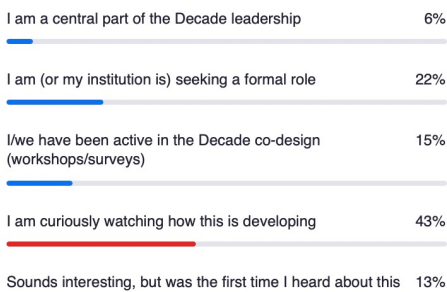 I am a central part of the Decade leadership 6%
I am (or my institution is) seeking a formal role 22%
I/we have been active in the Decade co-design 15%
(workshops/surveys)
I am curiously watching how this is developing 43%
Sounds interesting, but was the first time I heard about this 13%